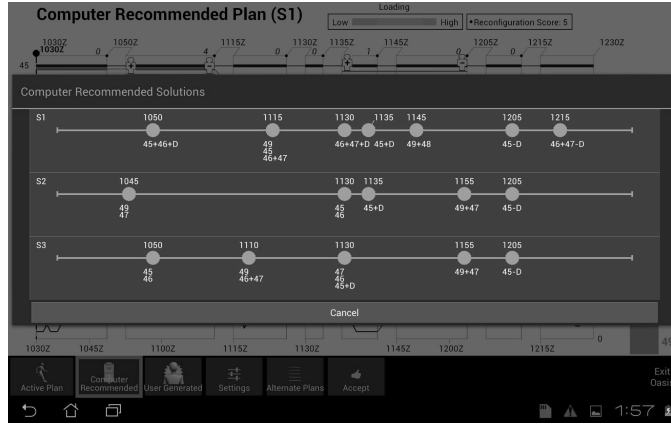 Computer Recommended Plan (S1)
Loading
Low High •Reconfiguration Score: 5
1030Z 1050Z 1115Z 1130Z 1135Z 1145Z 1205Z 1215Z 1230Z
1030Z 0 4 0 0 1 0 0
45
Computer Recommended Solutions
S1 1050 1115 1130 1135 1145 1205 1215
45+46+D 49 46+47+D 45+D 49+48 45-D 46+47-D
45
46+47
S2 1045 1130 1135 1155 1205
49 45 45+D 49+47 45-D
47 46
S3 1050 1110 1130 1155 1205
45 49 47 49+47 45-D
46 46+47 46
45+D
Cancel
0
49
1030Z 1045Z 1100Z 1115Z 1130Z 1145Z 1200Z 1215Z
Active Plan Computer Recommended User Generated Settings Alternate Plans Accept Exit Oasis
1:57